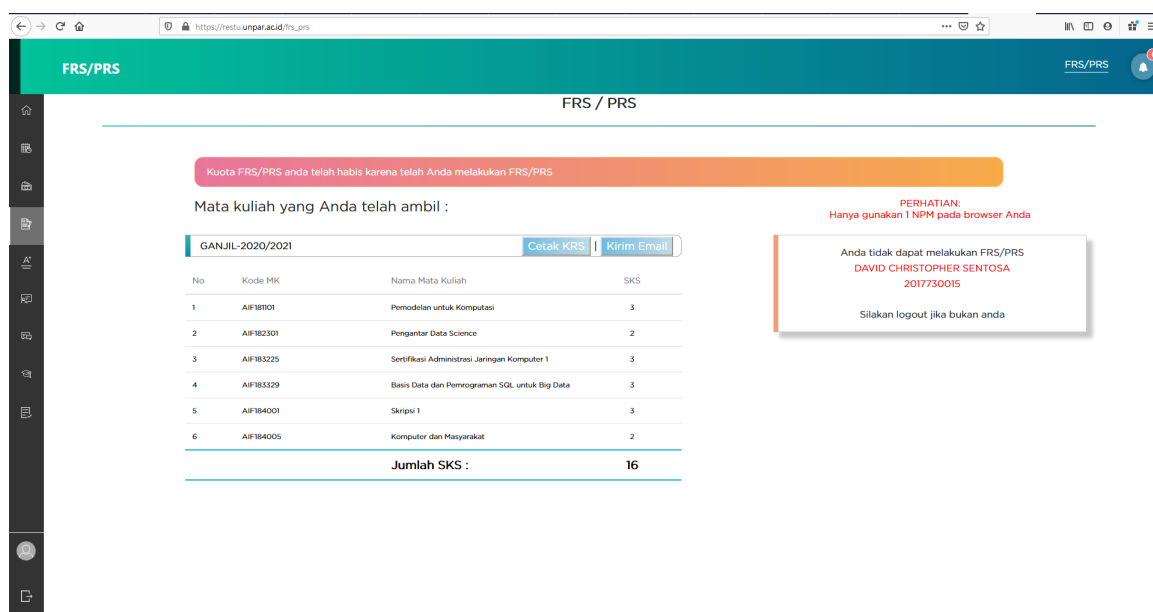 https://restu.unpar.ac.id/frs_prs
FRS/PRS
FRS/PRS
FRS / PRS
Kuota FRS/PRS anda telah habis karena telah Anda melakukan FRS/PRS
Mata kuliah yang Anda telah ambil :
GANJIL-2020/2021 Cetak KRS | Kirim Email
No Kode MK Nama Mata Kuliah SKS
1 AIF181101 Pemodelan untuk Komputasi 3
2 AIF182301 Pengantar Data Science 2
3 AIF183225 Sertifikasi Administrasi Jaringan Komputer 1 3
4 AIF183329 Basis Data dan Pemrograman SQL untuk Big Data 3
5 AIF184001 Skripsi 1 3
6 AIF184005 Komputer dan Masyarakat 2
Jumlah SKS : 16
PERHATIAN:
Hanya gunakan 1 NPM pada browser Anda
Anda tidak dapat melakukan FRS/PRS
DAVID CHRISTOPHER SENTOSA
2017730015
Silakan logout jika bukan anda